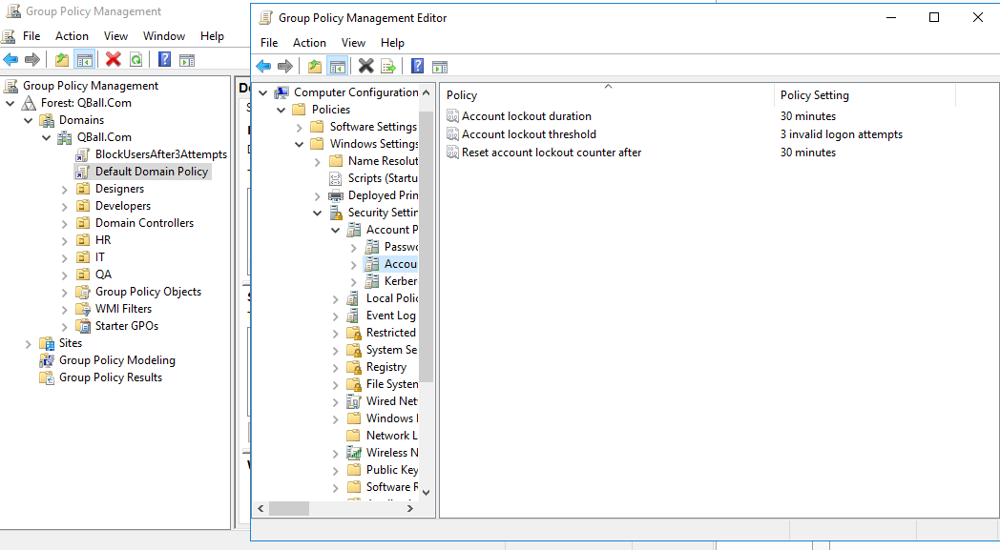 Group Policy Management
File Action View Window Help
Group Policy Management
Forest: QBall.Com
Domains
QBall.Com
BlockUsersAfter3Attempts
Default Domain Policy
Designers
Developers
Domain Controllers
HR
IT
QA
Group Policy Objects
WMI Filters
Starter GPOs
Sites
Group Policy Modeling
Group Policy Results
Group Policy Management Editor
File Action View Help
Computer Configuration
Policies
Software Settings
Windows Settings
Name Resolut
Scripts (Startu
Deployed Prin
Security Settin
Account P
Passwo
Accou
Kerber
Local Polic
Event Log
Restricted
System Se
Registry
File System
Wired Net
Windows
Network L
Wireless N
Public Key
Software R
Policy Policy Setting
Account lockout duration 30 minutes
Account lockout threshold 3 invalid logon attempts
Reset account lockout counter after 30 minutes